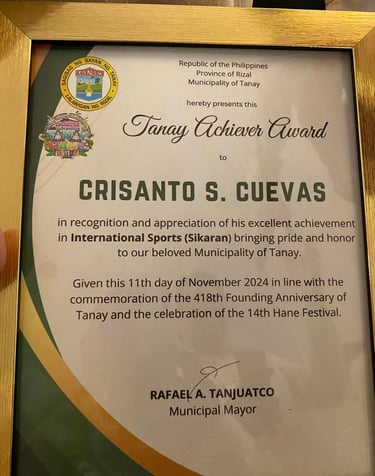 Republic of the Philippines
Province of Rizal
Municipality of Tanay
hereby presents this
Tanay Achiever Award
to
CRISANTO S. CUEVAS
in recognition and appreciation of his excellent achievement
in International Sports (Sikaran) bringing pride and honor
to our beloved Municipality of Tanay.
Given this 11th day of November 2024 in line with the
commemoration of the 418th Founding Anniversary of
Tanay and the celebration of the 14th Hane Festival.
RAFAEL A. TANJUATCO
Municipal Mayor